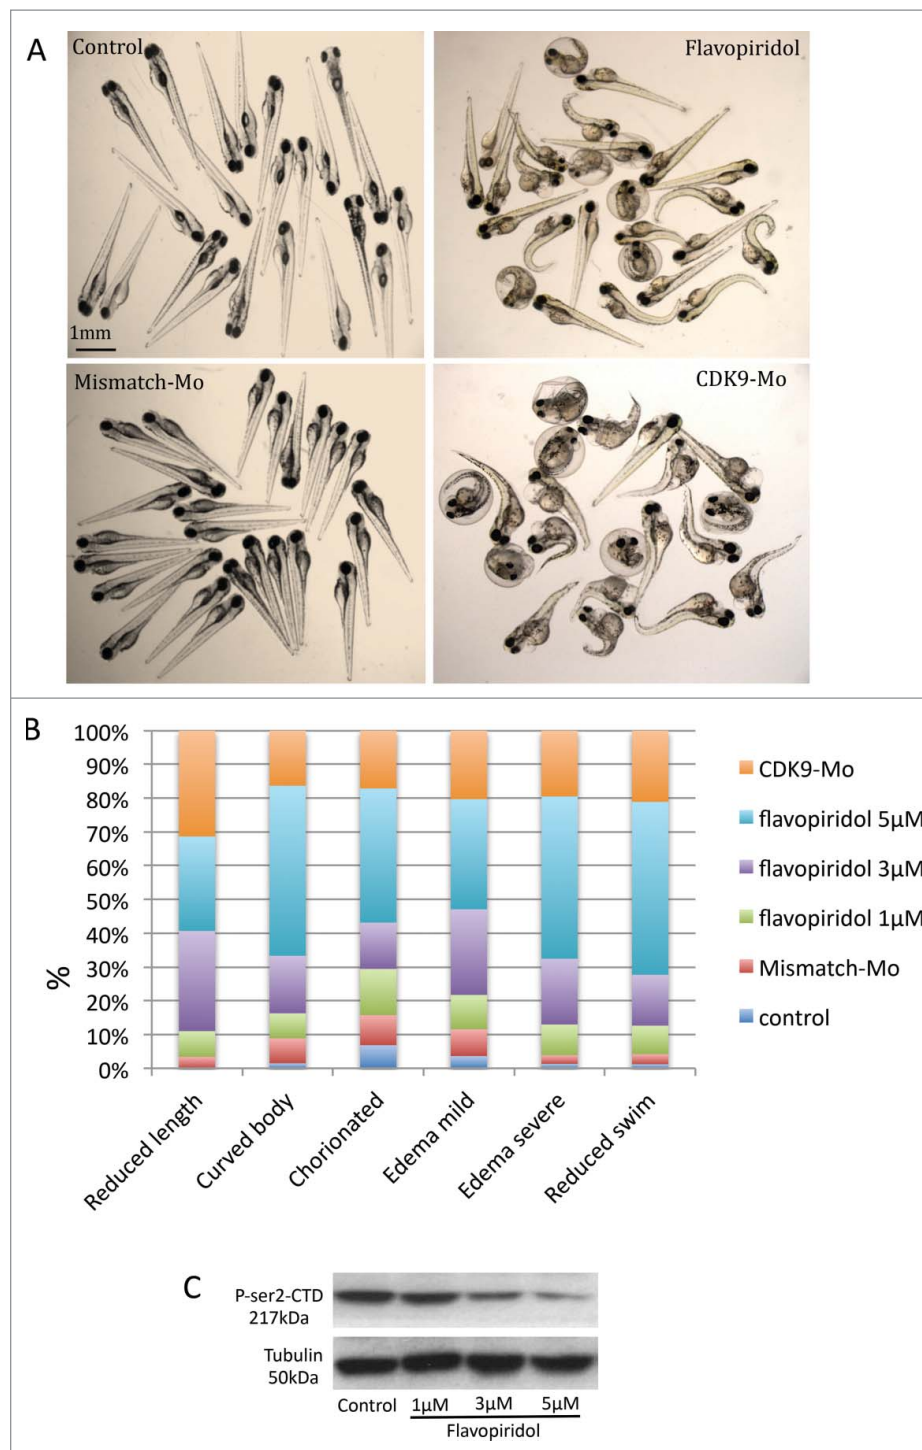 A
Control
Flavopiridol
1mm
Mismatch-Mo
CDK9-Mo
B
100%
90%
80%
70%
60%
50%
40%
30%
20%
10%
0%
%
Reduced length
Curved body
Chorionated
Edema mild
Edema severe
Reduced swim
CDK9-Mo
flavopiridol 5μM
flavopiridol 3μM
flavopiridol 1μM
Mismatch-Mo
control
C
P-ser2-CTD
217kDa
Tubulin
50kDa
Control 1μM 3μM 5μM
Flavopiridol